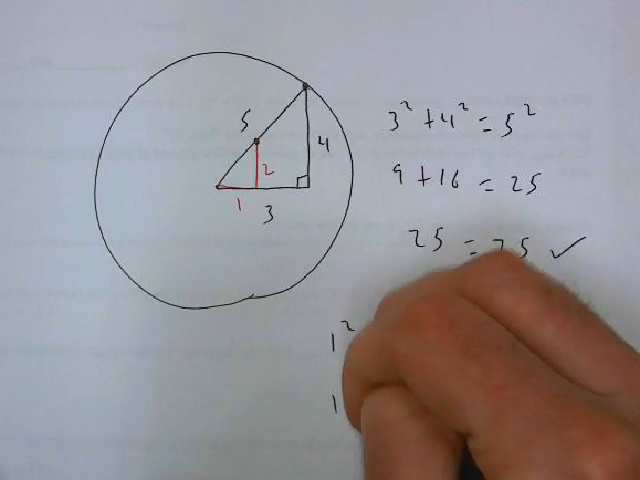 5
4
2
1
3
3² + 4² = 5²
9 + 16 = 25
25 = 25 ✓
1²
1